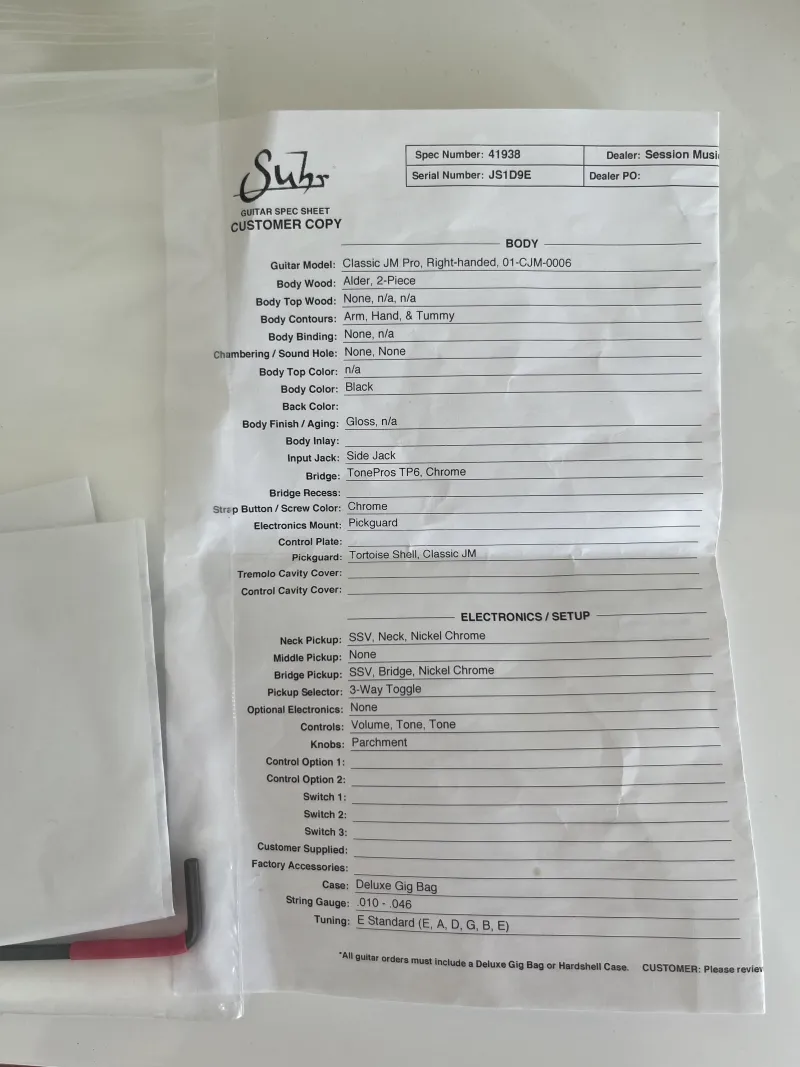 Suhr
GUITAR SPEC SHEET
CUSTOMER COPY
Spec Number: 41938
Dealer: Session Musi
Serial Number: JS1D9E
Dealer PO:
BODY
Guitar Model: Classic JM Pro, Right-handed, 01-CJM-0006
Body Wood: Alder, 2-Piece
Body Top Wood: None, n/a, n/a
Body Contours: Arm, Hand, & Tummy
Body Binding: None, n/a
Chambering / Sound Hole: None, None
Body Top Color: n/a
Body Color: Black
Back Color:
Body Finish / Aging: Gloss, n/a
Body Inlay:
Input Jack: Side Jack
Bridge: TonePros TP6, Chrome
Bridge Recess:
Strap Button / Screw Color: Chrome
Electronics Mount: Pickguard
Control Plate:
Pickguard: Tortoise Shell, Classic JM
Tremolo Cavity Cover:
Control Cavity Cover:
ELECTRONICS / SETUP
Neck Pickup: SSV, Neck, Nickel Chrome
Middle Pickup: None
Bridge Pickup: SSV, Bridge, Nickel Chrome
Pickup Selector: 3-Way Toggle
Optional Electronics: None
Controls: Volume, Tone, Tone
Knobs: Parchment
Control Option 1:
Control Option 2:
Switch 1:
Switch 2:
Switch 3:
Customer Supplied:
Factory Accessories:
Case: Deluxe Gig Bag
String Gauge: .010 - .046
Tuning: E Standard (E, A, D, G, B, E)
*All guitar orders must include a Deluxe Gig Bag or Hardshell Case. CUSTOMER: Please review